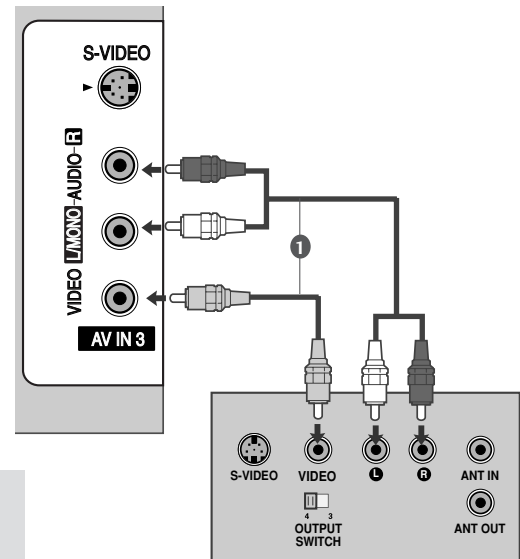 S-VIDEO
VIDEO L/MONO-AUDIO-R
AV IN 3
1
S-VIDEO VIDEO L R ANT IN
4 3
OUTPUT SWITCH
ANT OUT